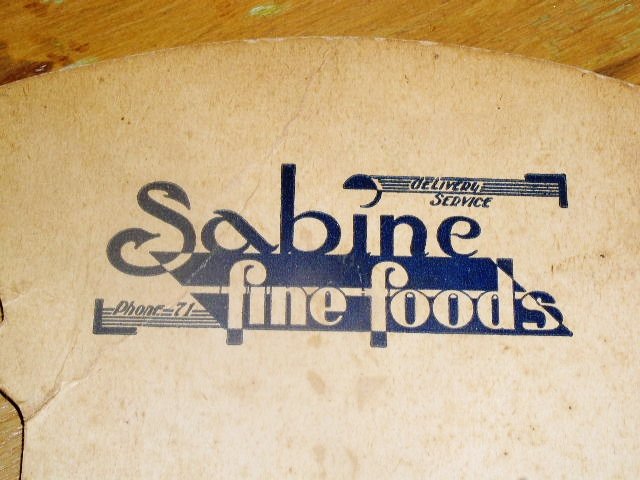 delivery
Service
Sabine
fine foods
Phone-71